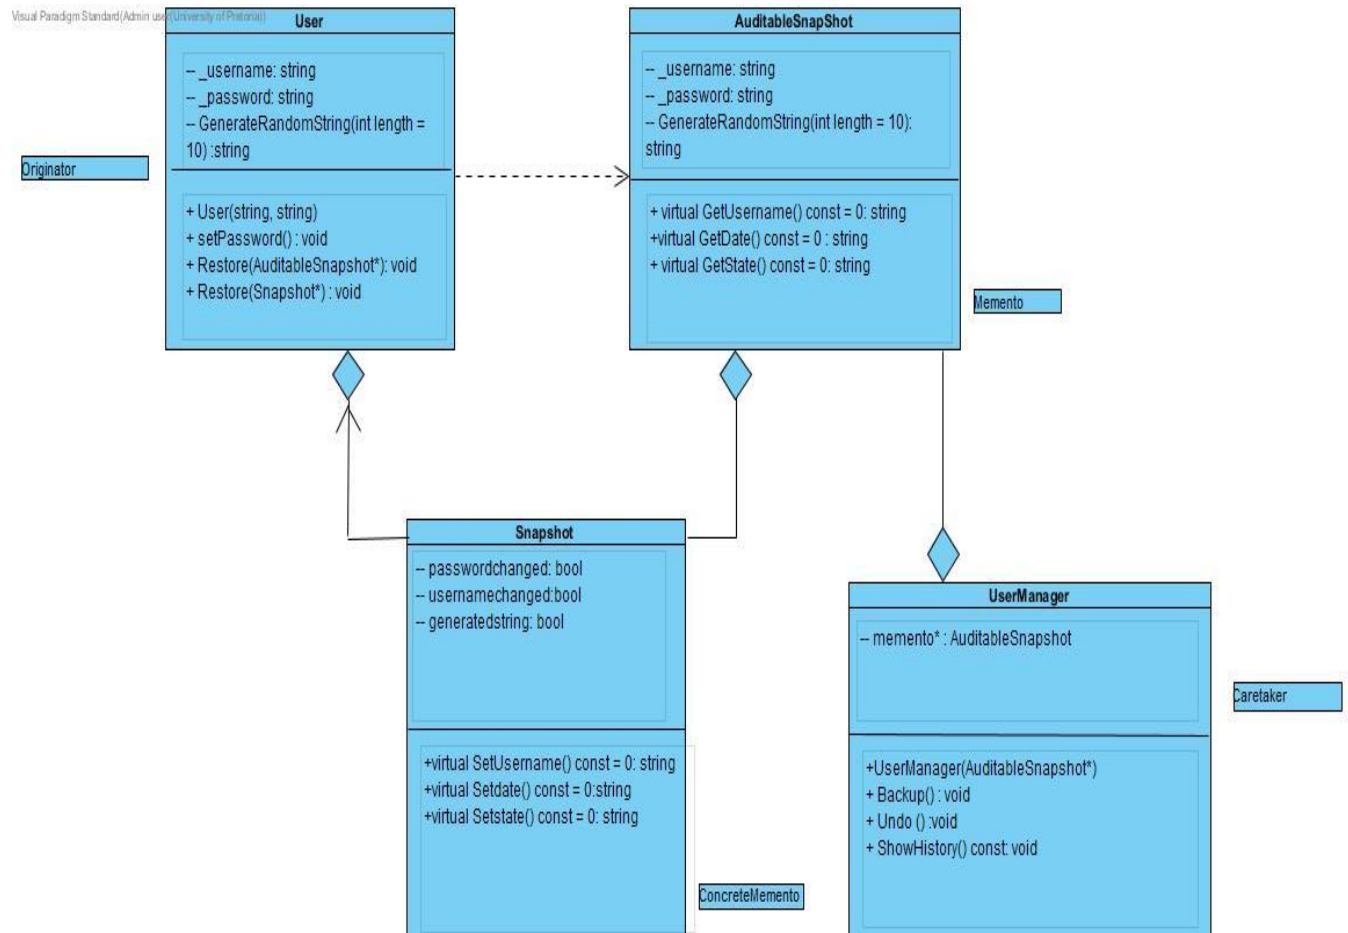 Visual Paradigm Standard(Admin user(University of Pretoria))
User
-- _username: string
-- _password: string
-- GenerateRandomString(int length =
10) :string
+ User(string, string)
+ setPassword() : void
+ Restore(AuditableSnapshot*): void
+ Restore(Snapshot*) : void
Originator
AuditableSnapShot
-- _username: string
-- _password: string
-- GenerateRandomString(int length = 10):
string
+ virtual GetUsername() const = 0: string
+virtual GetDate() const = 0 : string
+ virtual GetState() const = 0: string
Memento
Snapshot
-- passwordchanged: bool
-- usernamechanged:bool
-- generatedstring: bool
+virtual SetUsername() const = 0: string
+virtual Setdate() const = 0:string
+virtual Setstate() const = 0: string
ConcreteMemento
UserManager
-- memento* : AuditableSnapshot
+UserManager(AuditableSnapshot*)
+ Backup() : void
+ Undo () :void
+ ShowHistory() const: void
Caretaker